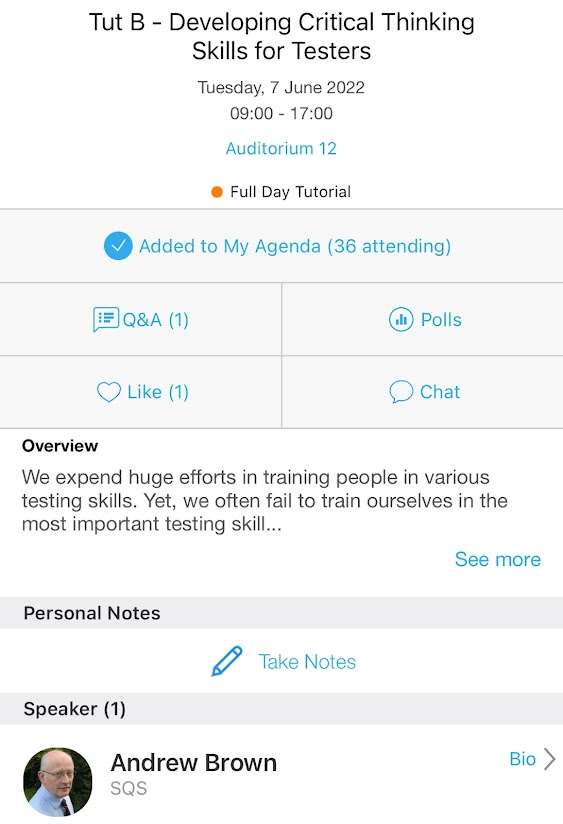 Tut B - Developing Critical Thinking
Skills for Testers
Tuesday, 7 June 2022
09:00 - 17:00
Auditorium 12
Full Day Tutorial
Added to My Agenda (36 attending)
Q&A (1)
Polls
Like (1)
Chat
Overview
We expend huge efforts in training people in various
testing skills. Yet, we often fail to train ourselves in the
most important testing skill...
See more
Personal Notes
Take Notes
Speaker (1)
Andrew Brown
Bio
SQS